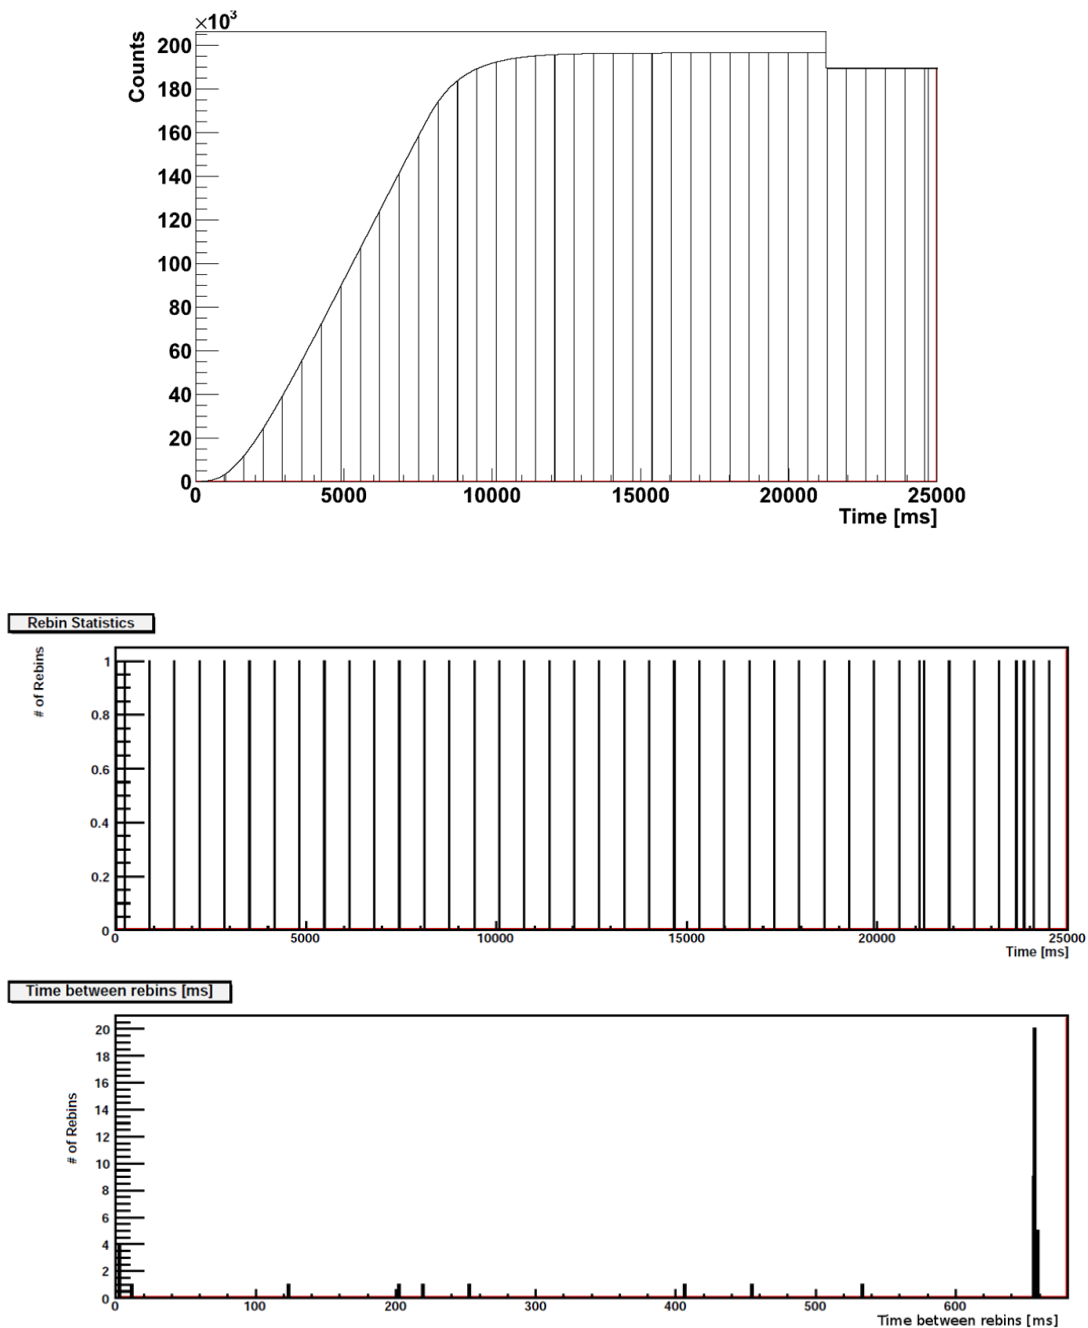 ×10³
Counts
200
180
160
140
120
100
80
60
40
20
0
0 5000 10000 15000 20000 25000
Time [ms]
Rebin Statistics
# of Rebins
1
0.8
0.6
0.4
0.2
0
0 5000 10000 15000 20000 25000
Time [ms]
Time between rebins [ms]
# of Rebins
20
18
16
14
12
10
8
6
4
2
0
0 100 200 300 400 500 600
Time between rebins [ms]